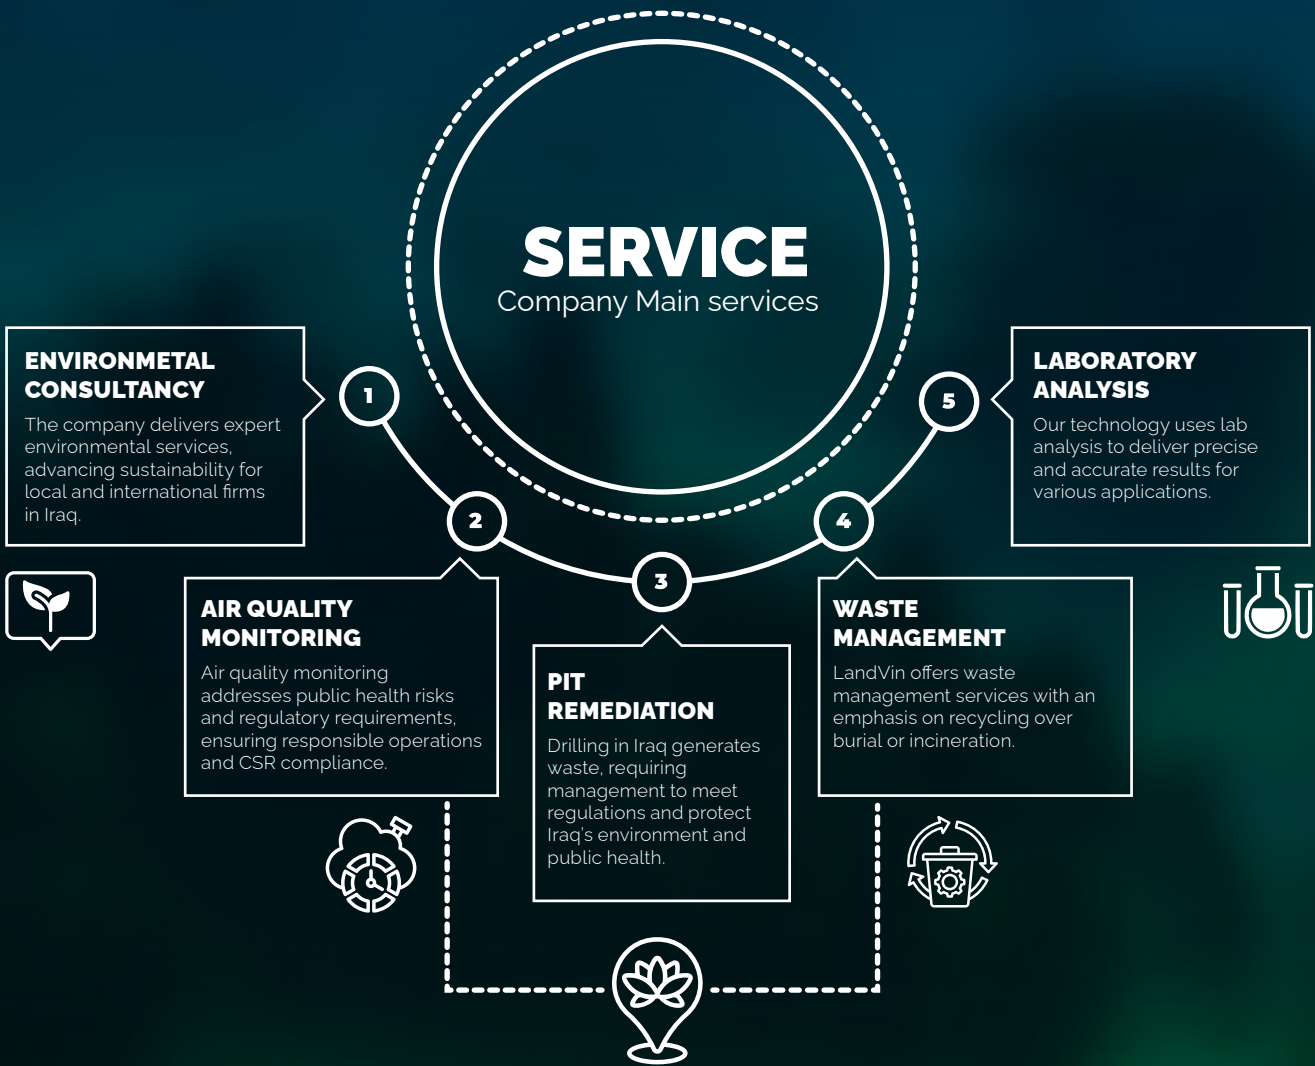 SERVICE
Company Main services
1
ENVIRONMETAL
CONSULTANCY
The company delivers expert
environmental services,
advancing sustainability for
local and international firms
in Iraq.
2
AIR QUALITY
MONITORING
Air quality monitoring
addresses public health risks
and regulatory requirements,
ensuring responsible operations
and CSR compliance.
3
PIT
REMEDIATION
Drilling in Iraq generates
waste, requiring
management to meet
regulations and protect
Iraq's environment and
public health.
4
WASTE
MANAGEMENT
LandVin offers waste
management services with an
emphasis on recycling over
burial or incineration.
5
LABORATORY
ANALYSIS
Our technology uses lab
analysis to deliver precise
and accurate results for
various applications.